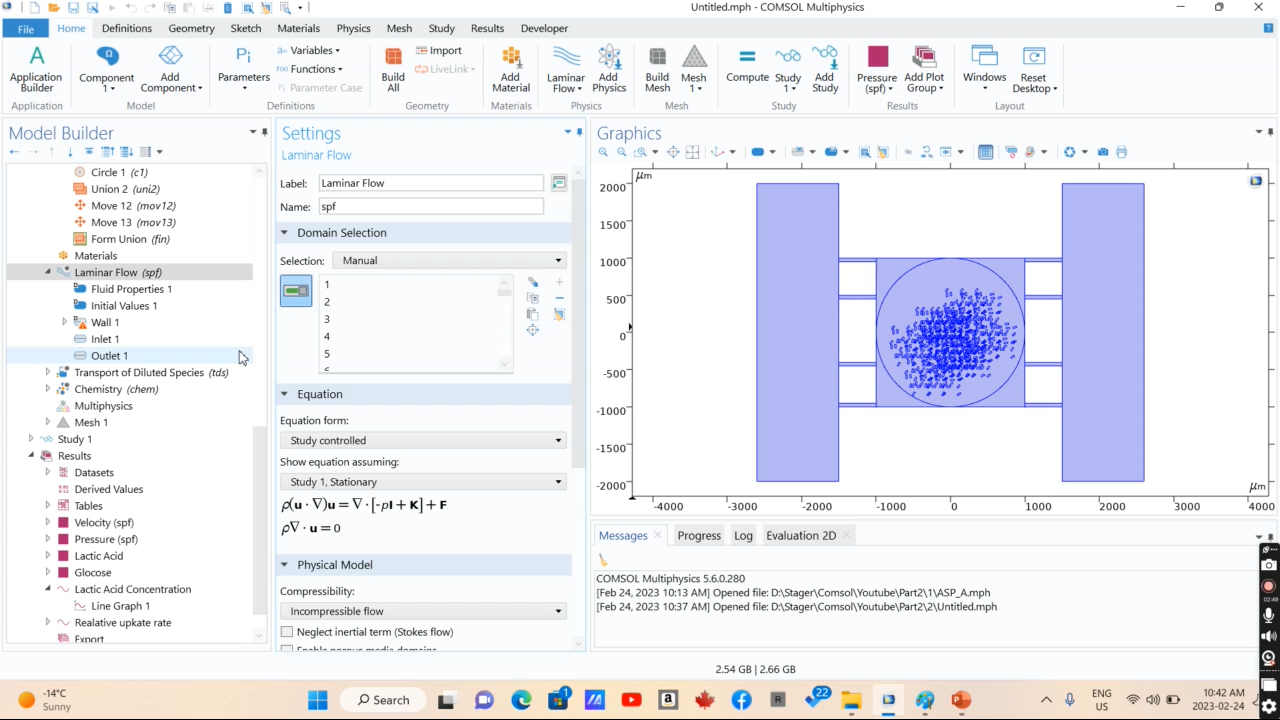 Untitled.mph - COMSOL Multiphysics
File Home Definitions Geometry Sketch Materials Physics Mesh Study Results Developer
Application Builder
Component 1
Add Component
Parameters
Variables
Functions
Parameter Case
Build All
Import
LiveLink
Add Material
Laminar Flow
Add Physics
Build Mesh
Mesh 1
Compute
Study 1
Add Study
Pressure (spf)
Add Plot Group
Windows
Reset Desktop
Application Model Definitions Geometry Materials Physics Mesh Study Results Layout
Model Builder
Circle 1 (c1)
Union 2 (uni2)
Move 12 (mov12)
Move 13 (mov13)
Form Union (fin)
Materials
Laminar Flow (spf)
Fluid Properties 1
Initial Values 1
Wall 1
Inlet 1
Outlet 1
Transport of Diluted Species (tds)
Chemistry (chem)
Multiphysics
Mesh 1
Study 1
Results
Datasets
Derived Values
Tables
Velocity (spf)
Pressure (spf)
Lactic Acid
Glucose
Lactic Acid Concentration
Line Graph 1
Realative upkate rate
Export
Settings
Laminar Flow
Label: Laminar Flow
Name: spf
Domain Selection
Selection: Manual
1
2
3
4
5
Equation
Equation form:
Study controlled
Show equation assuming:
Study 1, Stationary
ρ(u · ∇)u = ∇ · [-pI + K] + F
ρ∇ · u = 0
Physical Model
Compressibility:
Incompressible flow
Neglect inertial term (Stokes flow)
Enable porous media domains
Graphics
µm
2000
1500
1000
500
0
-500
-1000
-1500
-2000
µm
-4000 -3000 -2000 -1000 0 1000 2000 3000 4000
Messages Progress Log Evaluation 2D
COMSOL Multiphysics 5.6.0.280
[Feb 24, 2023 10:13 AM] Opened file: D:\Stager\Comsol\Youtube\Part2\1\ASP_A.mph
[Feb 24, 2023 10:37 AM] Opened file: D:\Stager\Comsol\Youtube\Part2\2\Untitled.mph
02:49
2.54 GB | 2.66 GB
-14°C
Sunny
Search
1
R
22
ENG
US
10:42 AM
2023-02-24